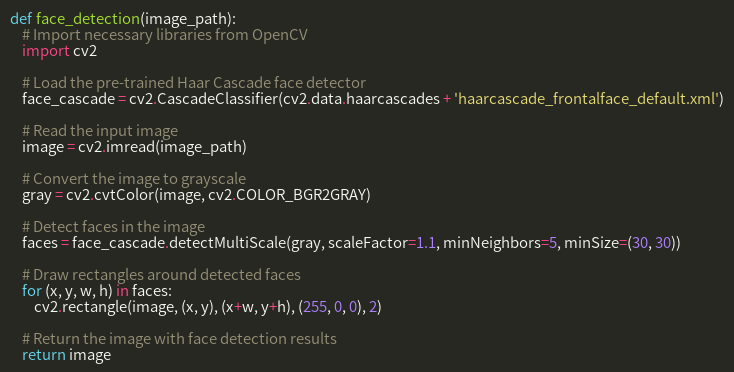 def face_detection(image_path):
# Import necessary libraries from OpenCV
import cv2
# Load the pre-trained Haar Cascade face detector
face_cascade = cv2.CascadeClassifier(cv2.data.haarcascades + 'haarcascade_frontalface_default.xml')
# Read the input image
image = cv2.imread(image_path)
# Convert the image to grayscale
gray = cv2.cvtColor(image, cv2.COLOR_BGR2GRAY)
# Detect faces in the image
faces = face_cascade.detectMultiScale(gray, scaleFactor=1.1, minNeighbors=5, minSize=(30, 30))
# Draw rectangles around detected faces
for (x, y, w, h) in faces:
cv2.rectangle(image, (x, y), (x+w, y+h), (255, 0, 0), 2)
# Return the image with face detection results
return image